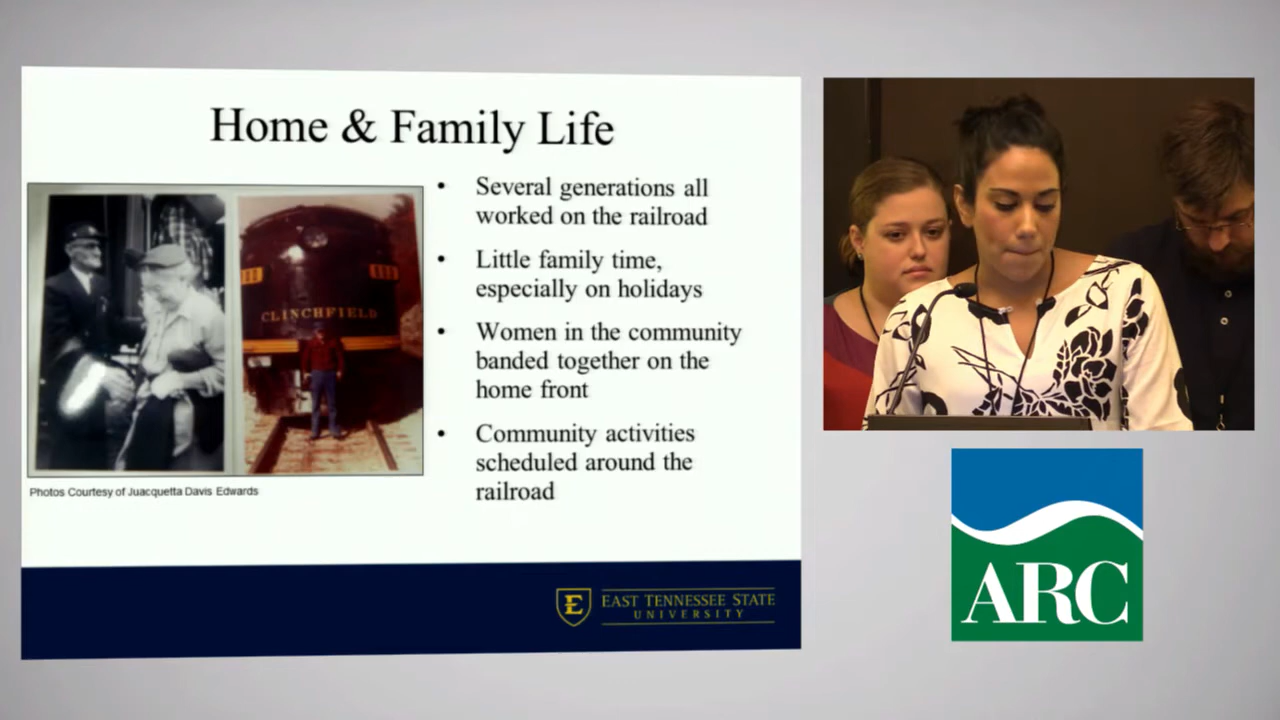 Home & Family Life
CLINCHFIELD
Photos Courtesy of Juacquetta Davis Edwards
• Several generations all
worked on the railroad
• Little family time,
especially on holidays
• Women in the community
banded together on the
home front
• Community activities
scheduled around the
railroad
E
EAST TENNESSEE STATE
UNIVERSITY
ARC